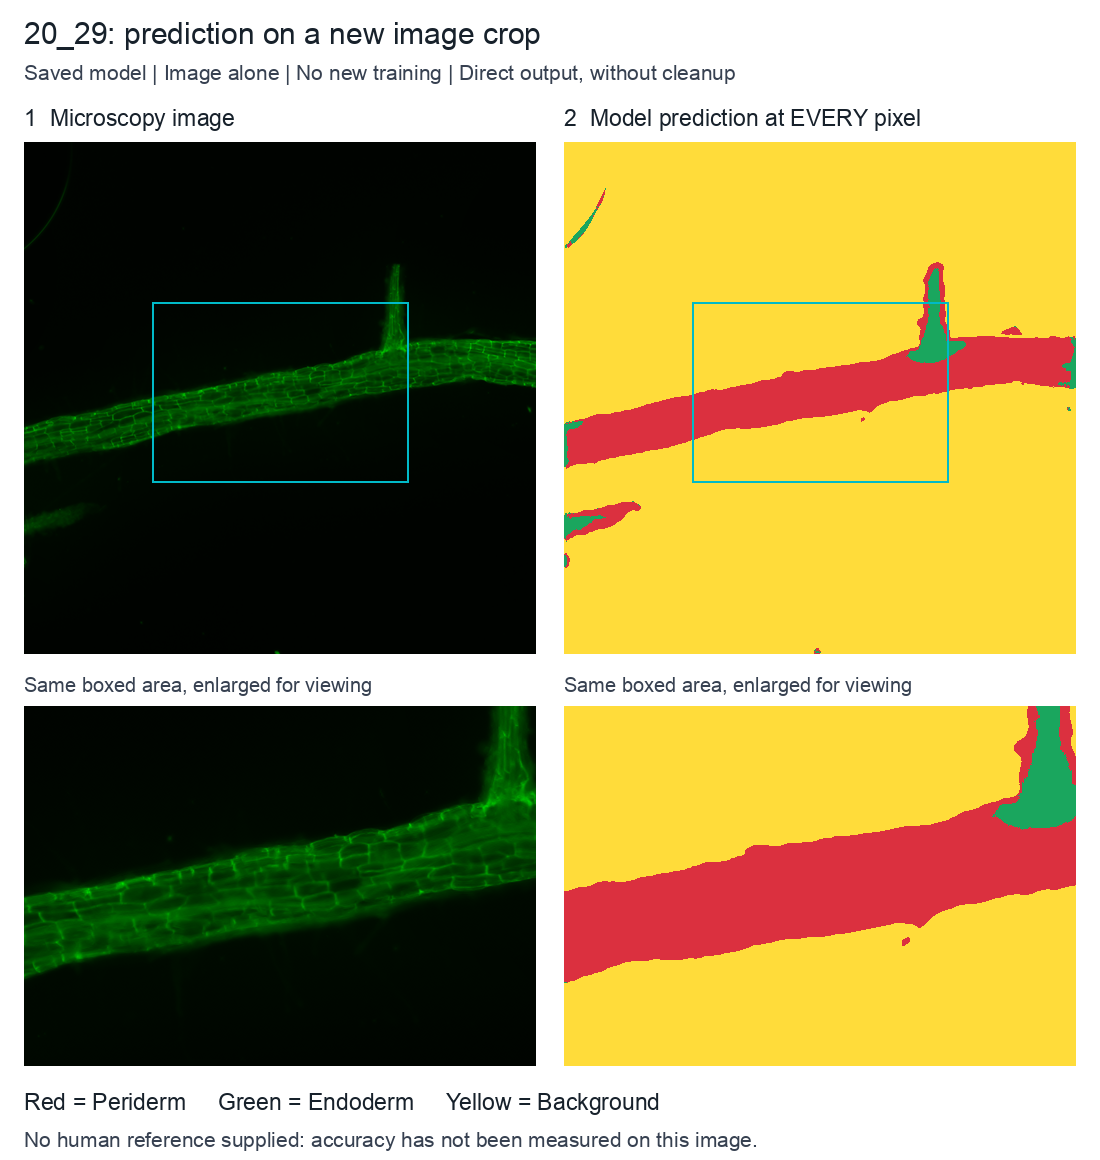 20_29: prediction on a new image crop
Saved model | Image alone | No new training | Direct output, without cleanup
1 Microscopy image
2 Model prediction at EVERY pixel
Same boxed area, enlarged for viewing
Same boxed area, enlarged for viewing
Red = Periderm Green = Endoderm Yellow = Background
No human reference supplied: accuracy has not been measured on this image.